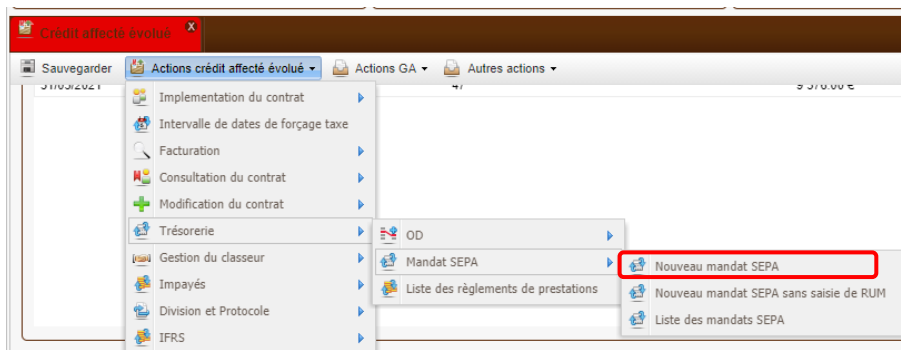 Crédit affecté évolué X
Sauvegarder Actions crédit affecté évolué Actions GA Autres actions
31/05/2021 47 9 576.00 €
Implementation du contrat
Intervalle de dates de forçage taxe
Facturation
Consultation du contrat
Modification du contrat
Trésorerie
Gestion du classeur
Impayés
Division et Protocole
IFRS
OD
Mandat SEPA
Liste des règlements de prestations
Nouveau mandat SEPA
Nouveau mandat SEPA sans saisie de RUM
Liste des mandats SEPA